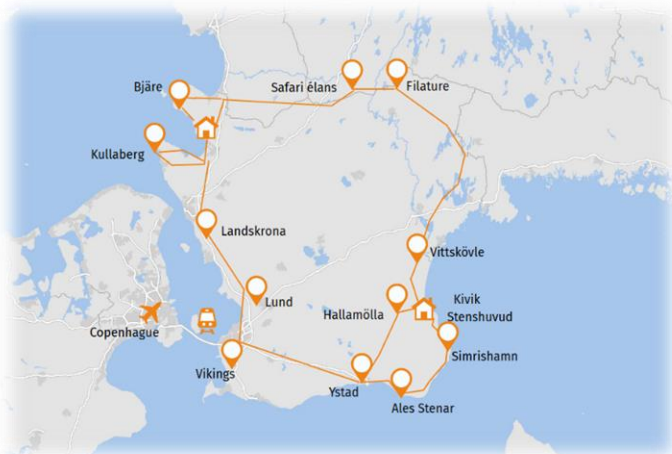 Bjäre
Safari élans
Filature
Kullaberg
Landskrona
Vittskövle
Lund
Hallamölla
Kivik
Stenshuvud
Copenhague
Simrishamn
Vikings
Ystad
Ales Stenar